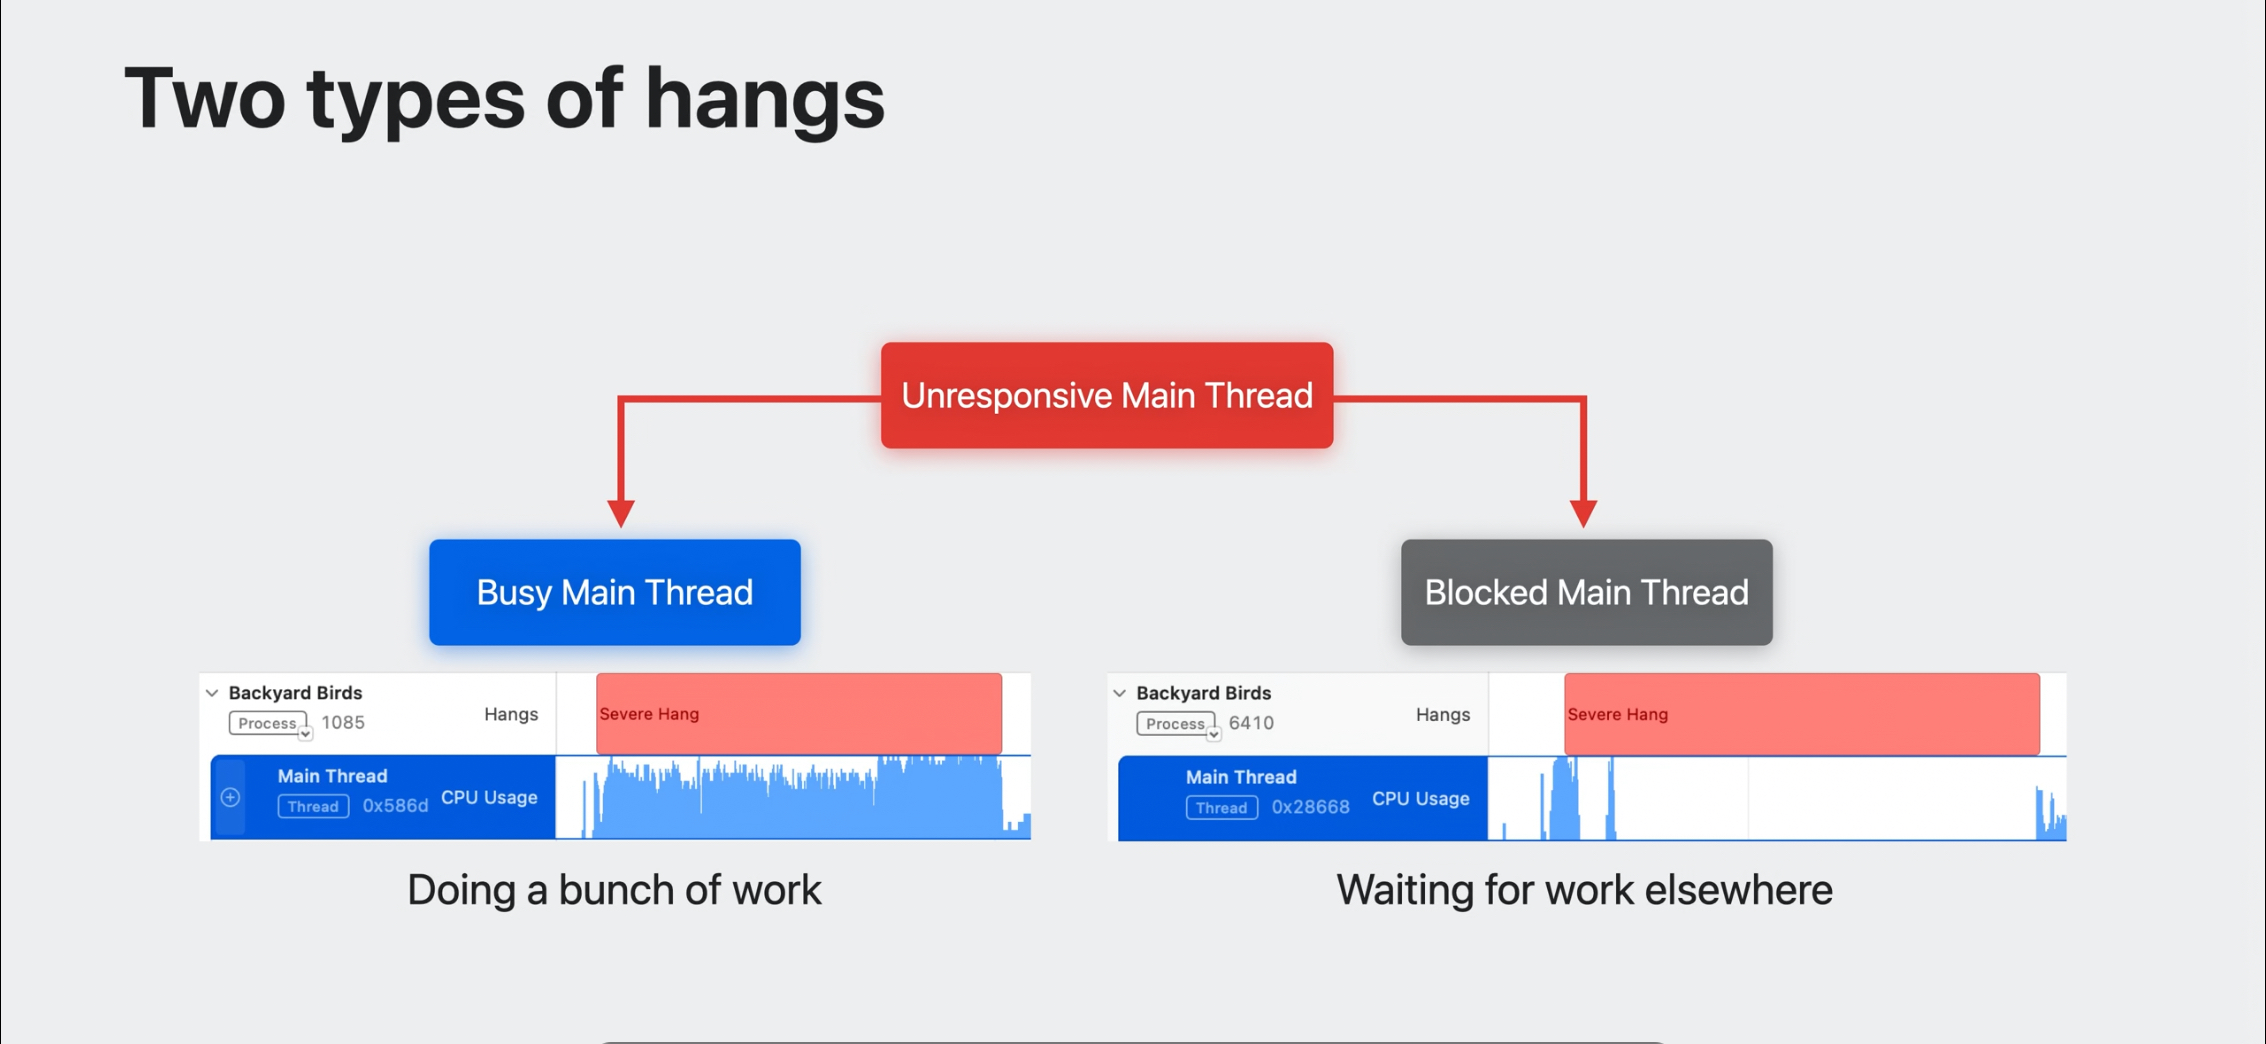 Two types of hangs
Unresponsive Main Thread
Busy Main Thread
Blocked Main Thread
Backyard Birds
Process 1085
Hangs
Severe Hang
Main Thread
Thread 0x586d
CPU Usage
Doing a bunch of work
Backyard Birds
Process 6410
Hangs
Severe Hang
Main Thread
Thread 0x28668
CPU Usage
Waiting for work elsewhere